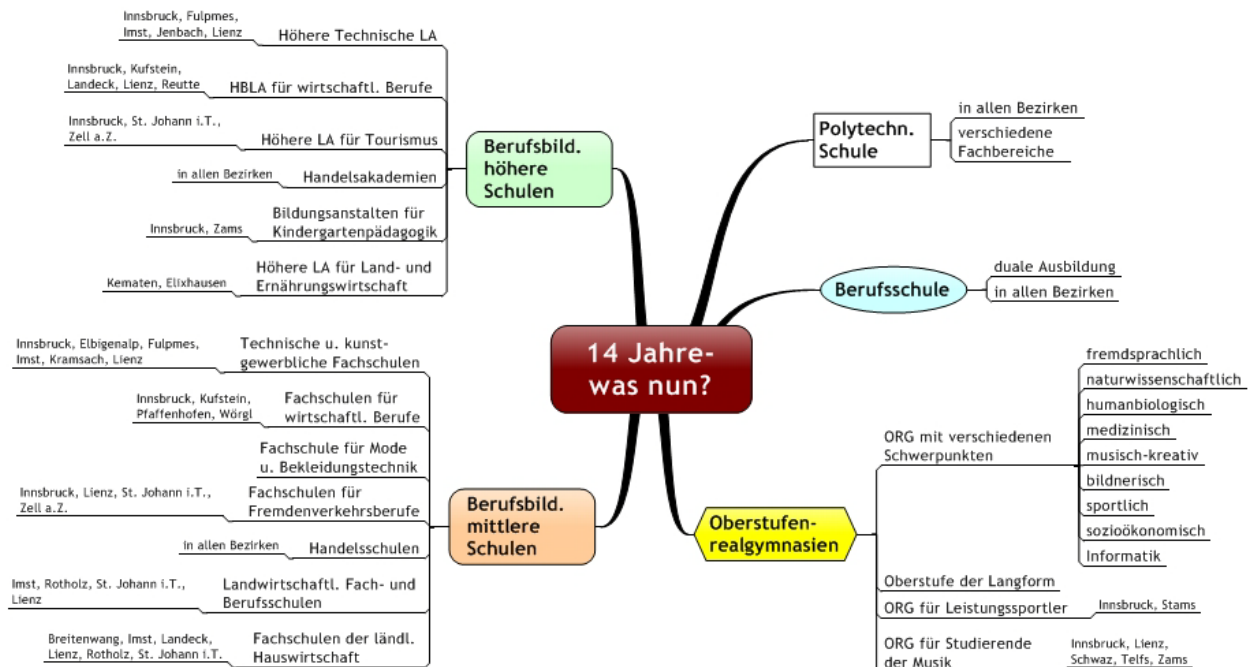 14 Jahre-
was nun?
Berufsbild.
höhere
Schulen
Höhere Technische LA
Innsbruck, Fulpmes,
Imst, Jenbach, Lienz
HBLA für wirtschaftl. Berufe
Innsbruck, Kufstein,
Landeck, Lienz, Reutte
Höhere LA für Tourismus
Innsbruck, St. Johann i.T.,
Zell a.Z.
Handelsakademien
in allen Bezirken
Bildungsanstalten für
Kindergartenpädagogik
Innsbruck, Zams
Höhere LA für Land- und
Ernährungswirtschaft
Kematen, Elixhausen
Berufsbild.
mittlere
Schulen
Technische u. kunst-
gewerbliche Fachschulen
Innsbruck, Elbigenalp, Fulpmes,
Imst, Kramsach, Lienz
Fachschulen für
wirtschaftl. Berufe
Innsbruck, Kufstein,
Pfaffenhofen, Wörgl
Fachschule für Mode
u. Bekleidungstechnik
Fachschulen für
Fremdenverkehrsberufe
Innsbruck, Lienz, St. Johann i.T.,
Zell a.Z.
Handelsschulen
in allen Bezirken
Landwirtschaftl. Fach- und
Berufsschulen
Imst, Rotholz, St. Johann i.T.,
Lienz
Fachschulen der ländl.
Hauswirtschaft
Breitenwang, Imst, Landeck,
Lienz, Rotholz, St. Johann i.T.
Polytechn.
Schule
in allen Bezirken
verschiedene
Fachbereiche
Berufsschule
duale Ausbildung
in allen Bezirken
Oberstufen-
realgymnasien
ORG mit verschiedenen
Schwerpunkten
fremdsprachlich
naturwissenschaftlich
humanbiologisch
medizinisch
musisch-kreativ
bildnerisch
sportlich
sozioökonomisch
Informatik
Oberstufe der Langform
ORG für Leistungssportler
Innsbruck, Stams
ORG für Studierende
der Musik
Innsbruck, Lienz,
Schwaz, Telfs, Zams